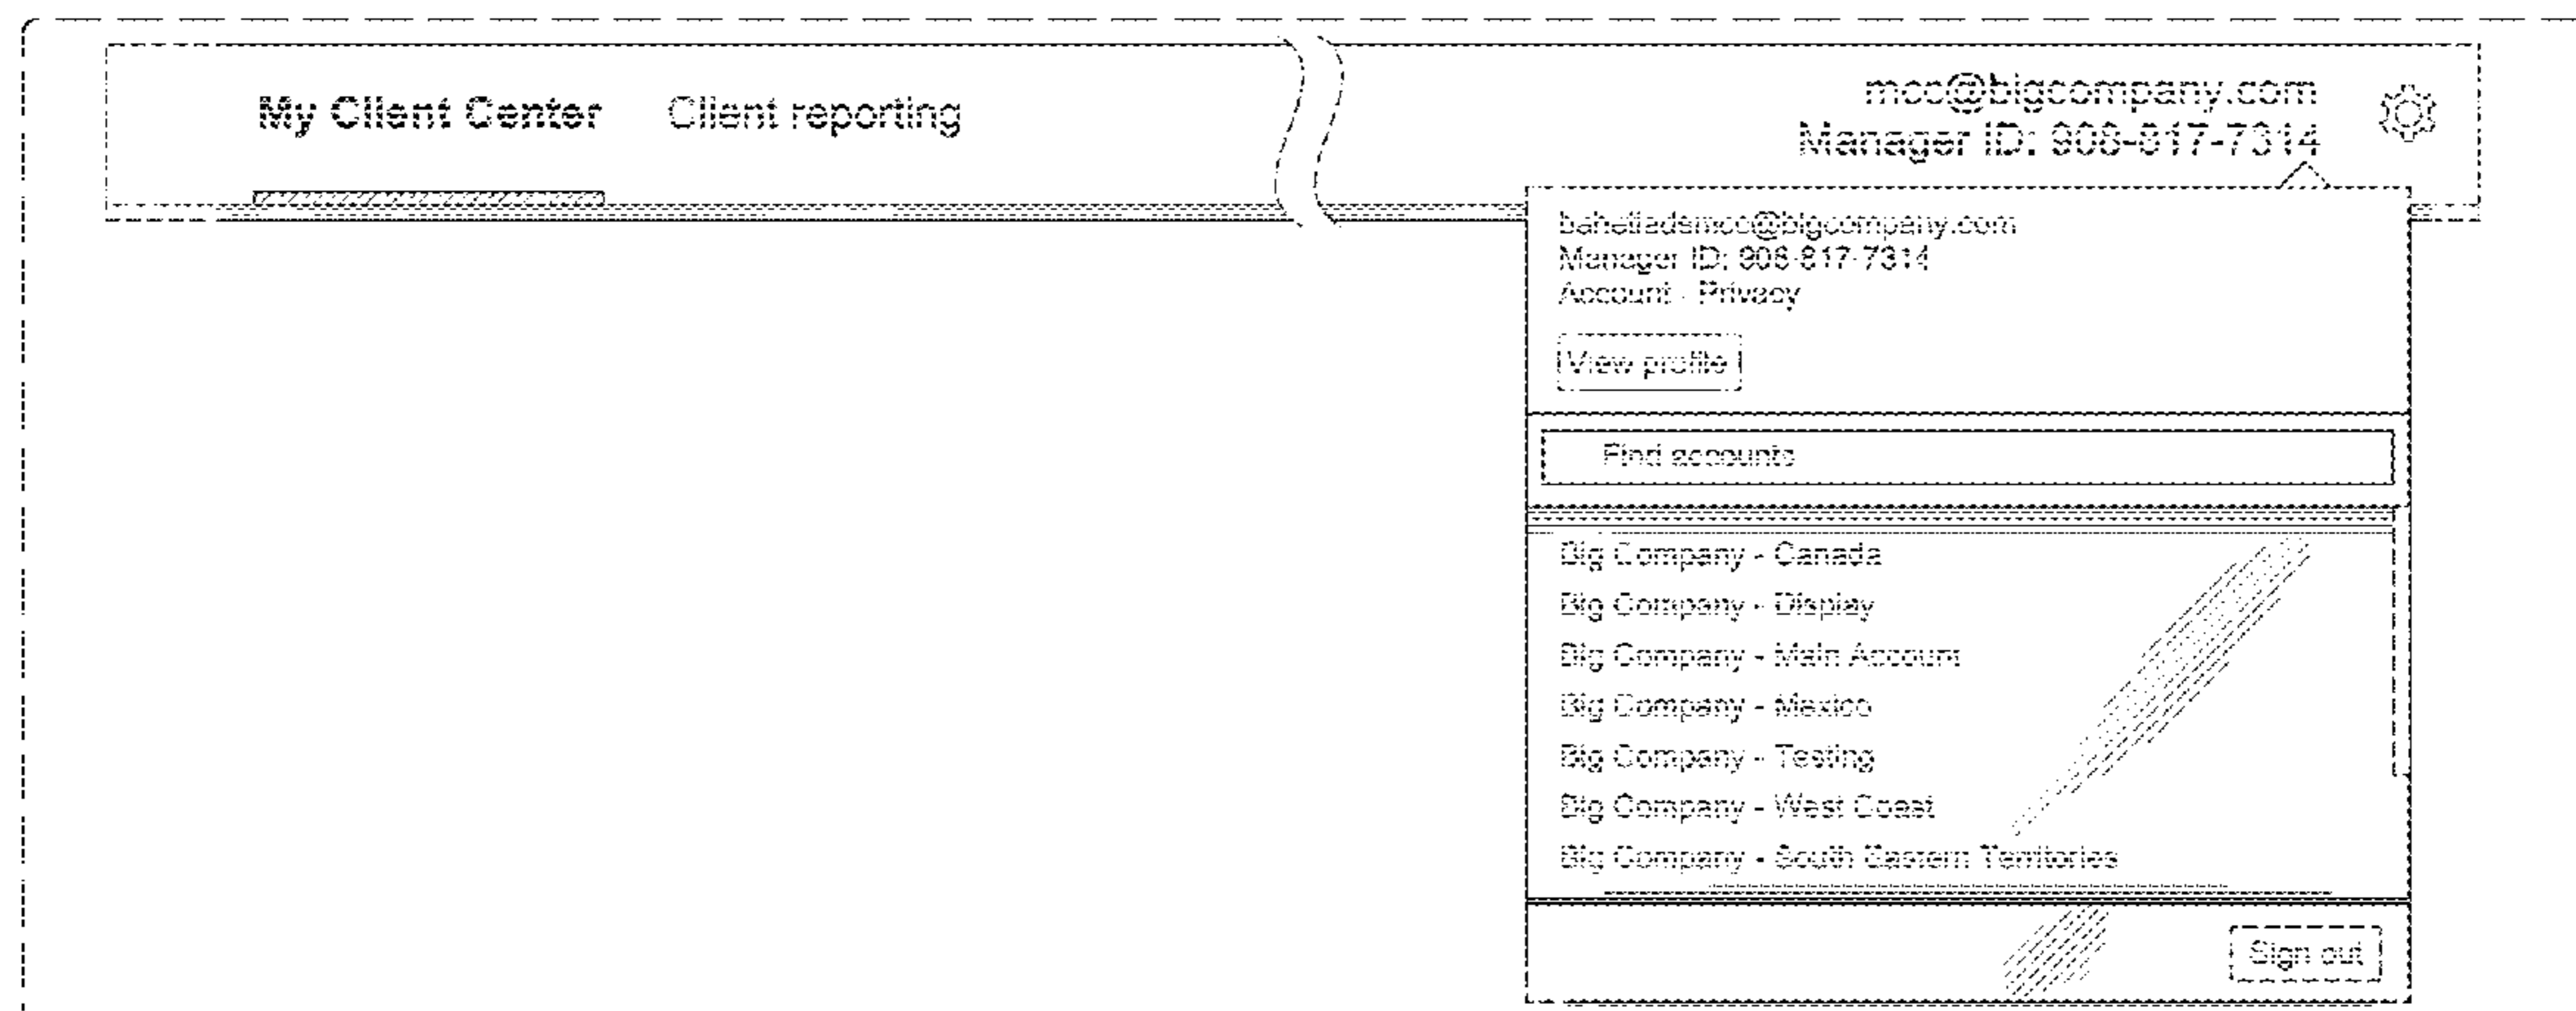 My Client Center Client reporting
mcc@bigcompany.com
Manager ID: 908-817-7314
@bigcompany.com
Manager ID: 908-817-7314
Account - Privacy
View profile
Find accounts
Big Company - Canada
Big Company - Display
Big Company - Main Account
Big Company - Mexico
Big Company - Testing
Big Company - West Coast
Big Company - South Eastern Territories
Sign out